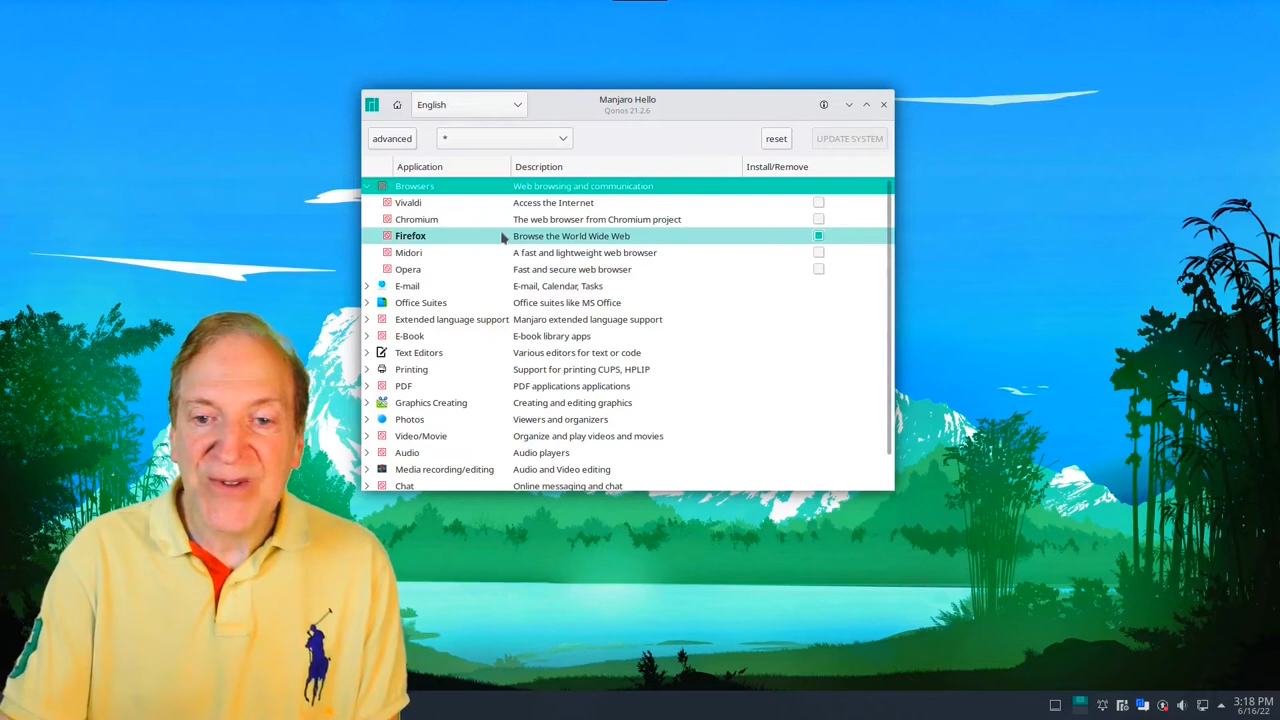 English
Manjaro Hello
Qonos 21.2.6
advanced
*
reset
UPDATE SYSTEM
Application Description Install/Remove
Browsers Web browsing and communication
Vivaldi Access the Internet
Chromium The web browser from Chromium project
Firefox Browse the World Wide Web
Midori A fast and lightweight web browser
Opera Fast and secure web browser
E-mail E-mail, Calendar, Tasks
Office Suites Office suites like MS Office
Extended language support Manjaro extended language support
E-Book E-book library apps
Text Editors Various editors for text or code
Printing Support for printing CUPS, HPLIP
PDF PDF applications applications
Graphics Creating Creating and editing graphics
Photos Viewers and organizers
Video/Movie Organize and play videos and movies
Audio Audio players
Media recording/editing Audio and Video editing
Chat Online messaging and chat
3:18 PM
6/16/22